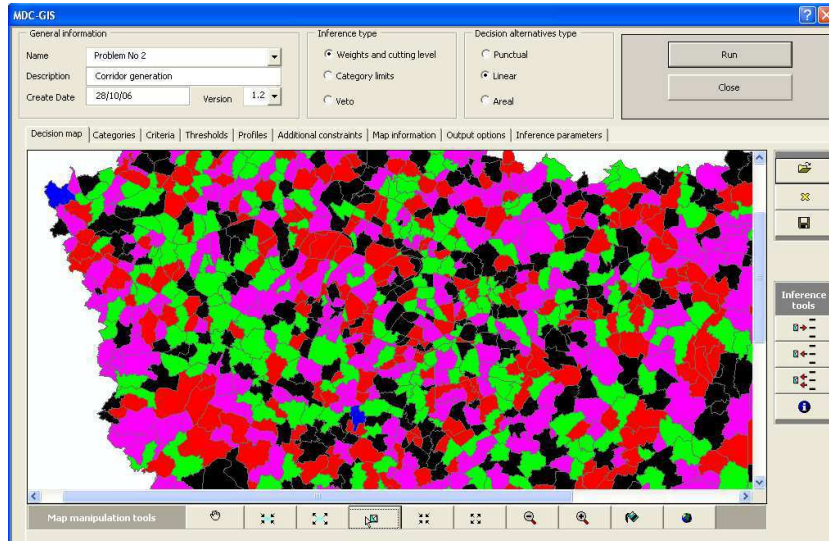 MDC-GIS
General information
Name Problem No 2
Description Corridor generation
Create Date 28/10/06 Version 1.2
Inference type
Weights and cutting level
Category limits
Veto
Decision alternatives type
Punctual
Linear
Areal
Run
Close
Decision map Categories Criteria Thresholds Profiles Additional constraints Map information Output options Inference parameters
Inference
tools
Map manipulation tools